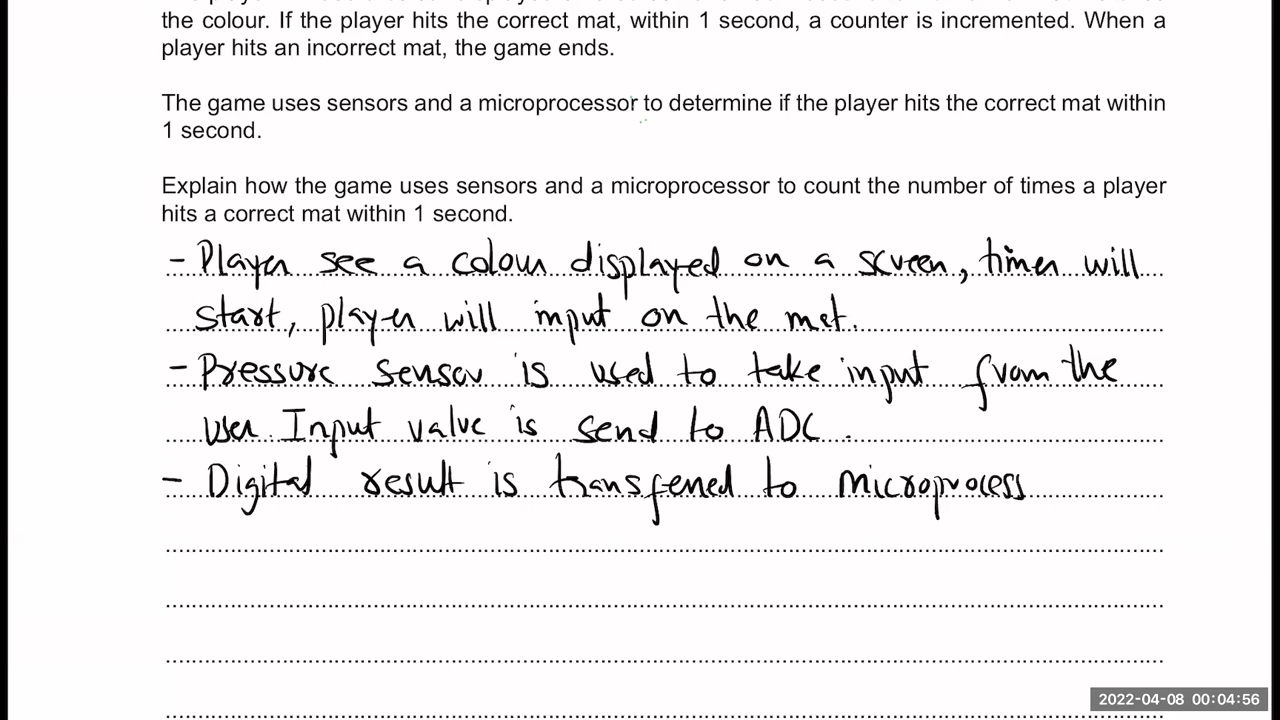 the colour. If the player hits the correct mat, within 1 second, a counter is incremented. When a
player hits an incorrect mat, the game ends.
The game uses sensors and a microprocessor to determine if the player hits the correct mat within
1 second.
Explain how the game uses sensors and a microprocessor to count the number of times a player
hits a correct mat within 1 second.
- Player see a colour displayed on a screen, timer will
start, player will input on the mat.
- Pressure sensor is used to take input from the
user. Input value is send to ADC.
- Digital result is transferred to microprocess
2022-04-08 00:04:56